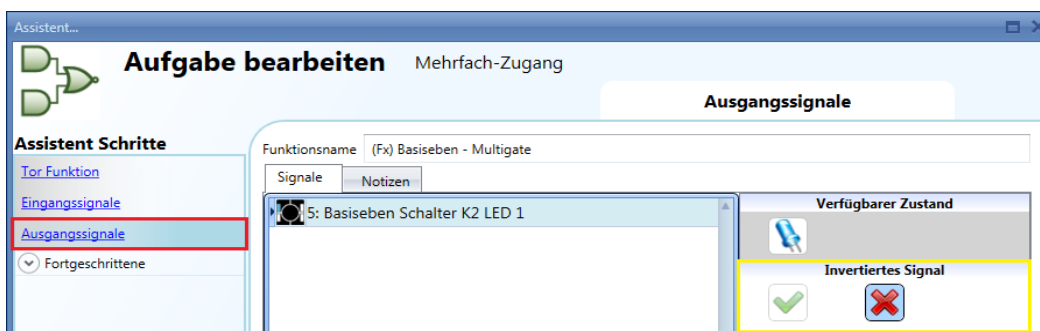 Assistent...
Aufgabe bearbeiten Mehrfach-Zugang
Ausgangssignale
Assistent Schritte
Tor Funktion
Eingangssignale
Ausgangssignale
Fortgeschrittene
Funktionsname (Fx) Basiseben - Multigate
Signale Notizen
5: Basiseben Schalter K2 LED 1
Verfügbarer Zustand
Invertiertes Signal